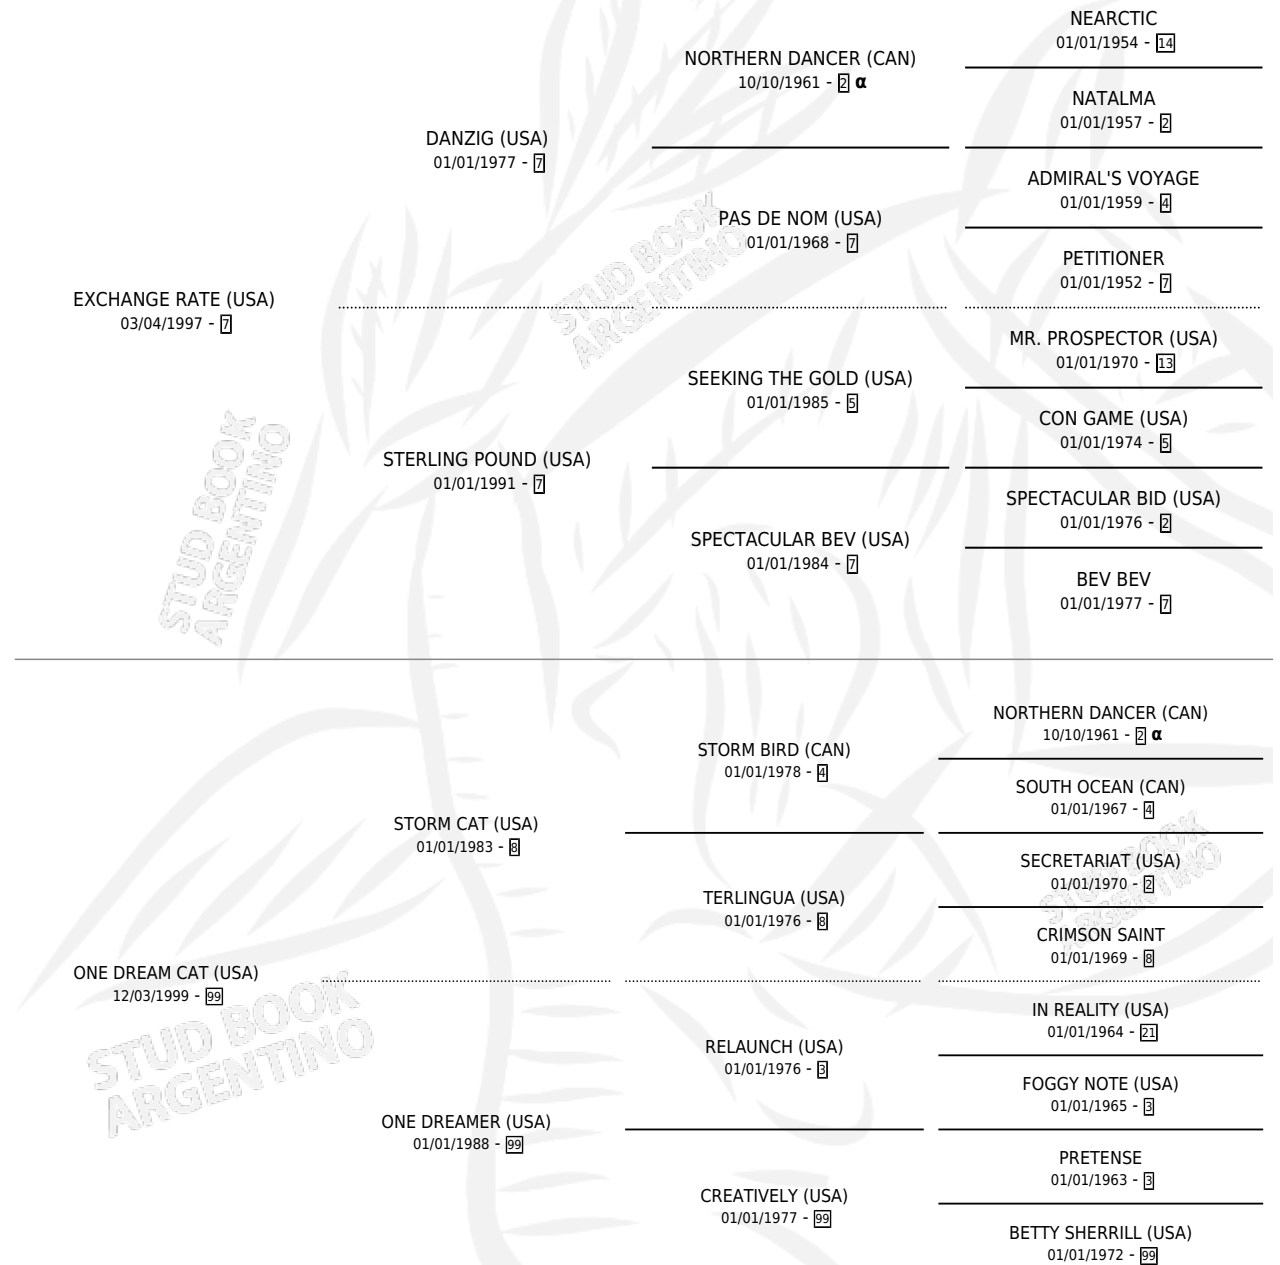 NEARCTIC
01/01/1954 - 14
NORTHERN DANCER (CAN)
10/10/1961 - 2 α
NATALMA
01/01/1957 - 2
DANZIG (USA)
01/01/1977 - 7
ADMIRAL'S VOYAGE
01/01/1959 - 4
PAS DE NOM (USA)
01/01/1968 - 7
PETITIONER
01/01/1952 - 7
EXCHANGE RATE (USA)
03/04/1997 - 7
MR. PROSPECTOR (USA)
01/01/1970 - 13
SEEKING THE GOLD (USA)
01/01/1985 - 5
CON GAME (USA)
01/01/1974 - 5
STERLING POUND (USA)
01/01/1991 - 7
SPECTACULAR BID (USA)
01/01/1976 - 2
SPECTACULAR BEV (USA)
01/01/1984 - 7
BEV BEV
01/01/1977 - 7
NORTHERN DANCER (CAN)
10/10/1961 - 2 α
STORM BIRD (CAN)
01/01/1978 - 4
SOUTH OCEAN (CAN)
01/01/1967 - 4
STORM CAT (USA)
01/01/1983 - 8
SECRETARIAT (USA)
01/01/1970 - 2
TERLINGUA (USA)
01/01/1976 - 8
CRIMSON SAINT
01/01/1969 - 8
ONE DREAM CAT (USA)
12/03/1999 - 99
IN REALITY (USA)
01/01/1964 - 21
RELAUNCH (USA)
01/01/1976 - 3
FOGGY NOTE (USA)
01/01/1965 - 3
ONE DREAMER (USA)
01/01/1988 - 99
PRETENSE
01/01/1963 - 3
CREATIVELY (USA)
01/01/1977 - 99
BETTY SHERRILL (USA)
01/01/1972 - 99
STUD BOOK
ARGENTINO
STUD BOOK
ARGENTINO
STUD BOOK
ARGENTINO
STUD BOOK
ARGENTINO